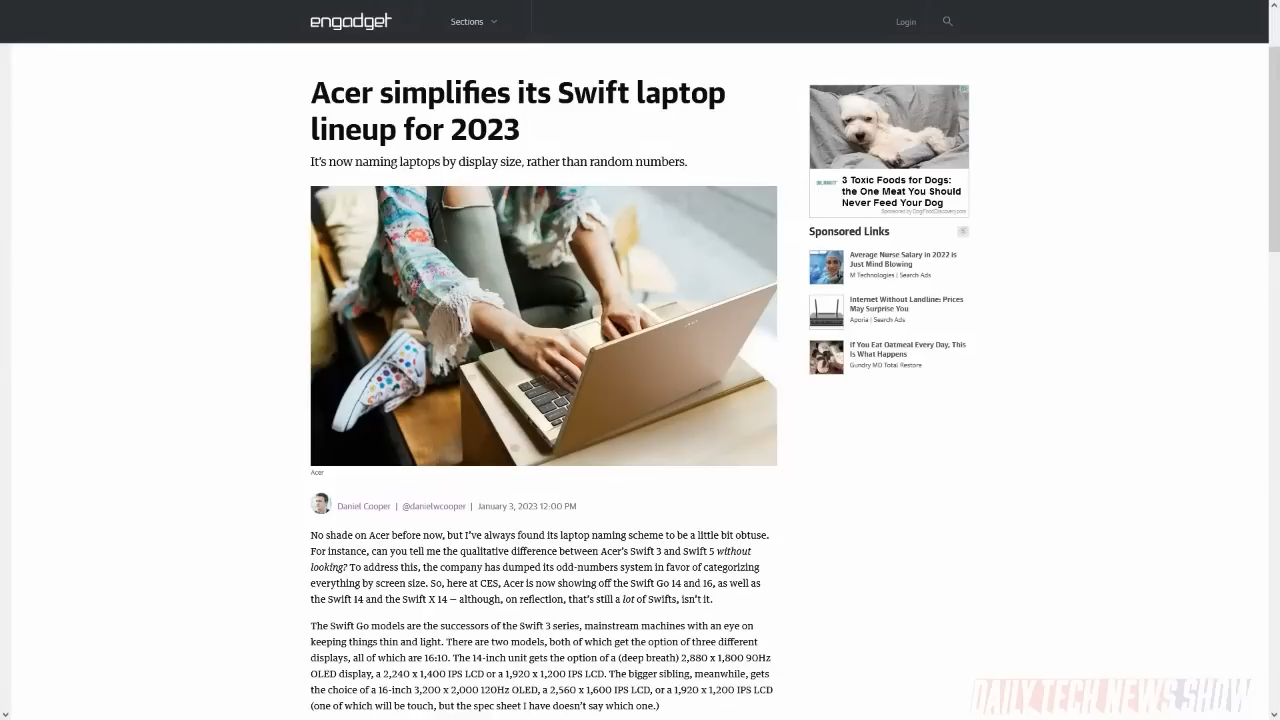 engadget
Sections
Login
Acer simplifies its Swift laptop
lineup for 2023
It's now naming laptops by display size, rather than random numbers.
Acer
Daniel Cooper | @danielwcooper | January 3, 2023 12:00 PM
No shade on Acer before now, but I've always found its laptop naming scheme to be a little bit obtuse.
For instance, can you tell me the qualitative difference between Acer's Swift 3 and Swift 5 without
looking? To address this, the company has dumped its odd-numbers system in favor of categorizing
everything by screen size. So, here at CES, Acer is now showing off the Swift Go 14 and 16, as well as
the Swift 14 and the Swift X 14 — although, on reflection, that's still a lot of Swifts, isn't it.
The Swift Go models are the successors of the Swift 3 series, mainstream machines with an eye on
keeping things thin and light. There are two models, both of which get the option of three different
displays, all of which are 16:10. The 14-inch unit gets the option of a (deep breath) 2,880 x 1,800 90Hz
OLED display, a 2,240 x 1,400 IPS LCD or a 1,920 x 1,200 IPS LCD. The bigger sibling, meanwhile, gets
the choice of a 16-inch 3,200 x 2,000 120Hz OLED, a 2,560 x 1,600 IPS LCD, or a 1,920 x 1,200 IPS LCD
(one of which will be touch, but the spec sheet I have doesn't say which one.)
3 Toxic Foods for Dogs:
the One Meat You Should
Never Feed Your Dog
Sponsored by DogFoodDiscovery.com
Sponsored Links
Average Nurse Salary in 2022 is
Just Mind Blowing
M Technologies | Search Ads
Internet Without Landline: Prices
May Surprise You
Aporia | Search Ads
If You Eat Oatmeal Every Day, This
Is What Happens
Gundry MD Total Restore
DAILY TECH NEWS SHOW